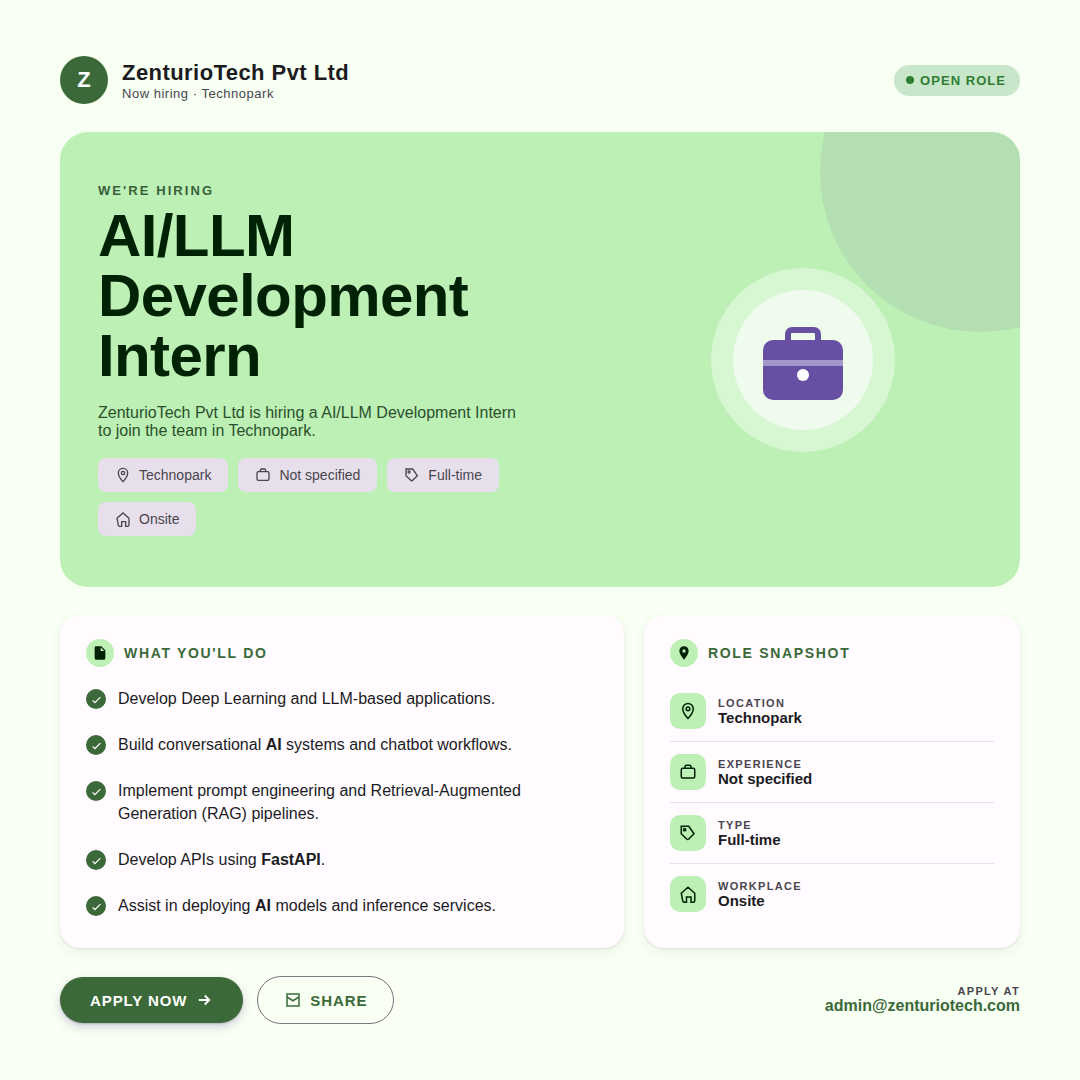 Z
ZenturioTech Pvt Ltd
Now hiring · Technopark
OPEN ROLE
WE'RE HIRING
AI/LLM
Development
Intern
ZenturioTech Pvt Ltd is hiring a AI/LLM Development Intern
to join the team in Technopark.
Technopark
Not specified
Full-time
Onsite
WHAT YOU'LL DO
Develop Deep Learning and LLM-based applications.
Build conversational AI systems and chatbot workflows.
Implement prompt engineering and Retrieval-Augmented
Generation (RAG) pipelines.
Develop APIs using FastAPI.
Assist in deploying AI models and inference services.
ROLE SNAPSHOT
LOCATION
Technopark
EXPERIENCE
Not specified
TYPE
Full-time
WORKPLACE
Onsite
APPLY NOW
SHARE
APPLY AT
admin@zenturiotech.com